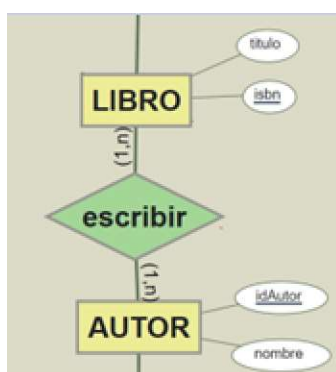 titulo
LIBRO
isbn
(1,n)
escribir
(1,n)
idAutor
AUTOR
nombre